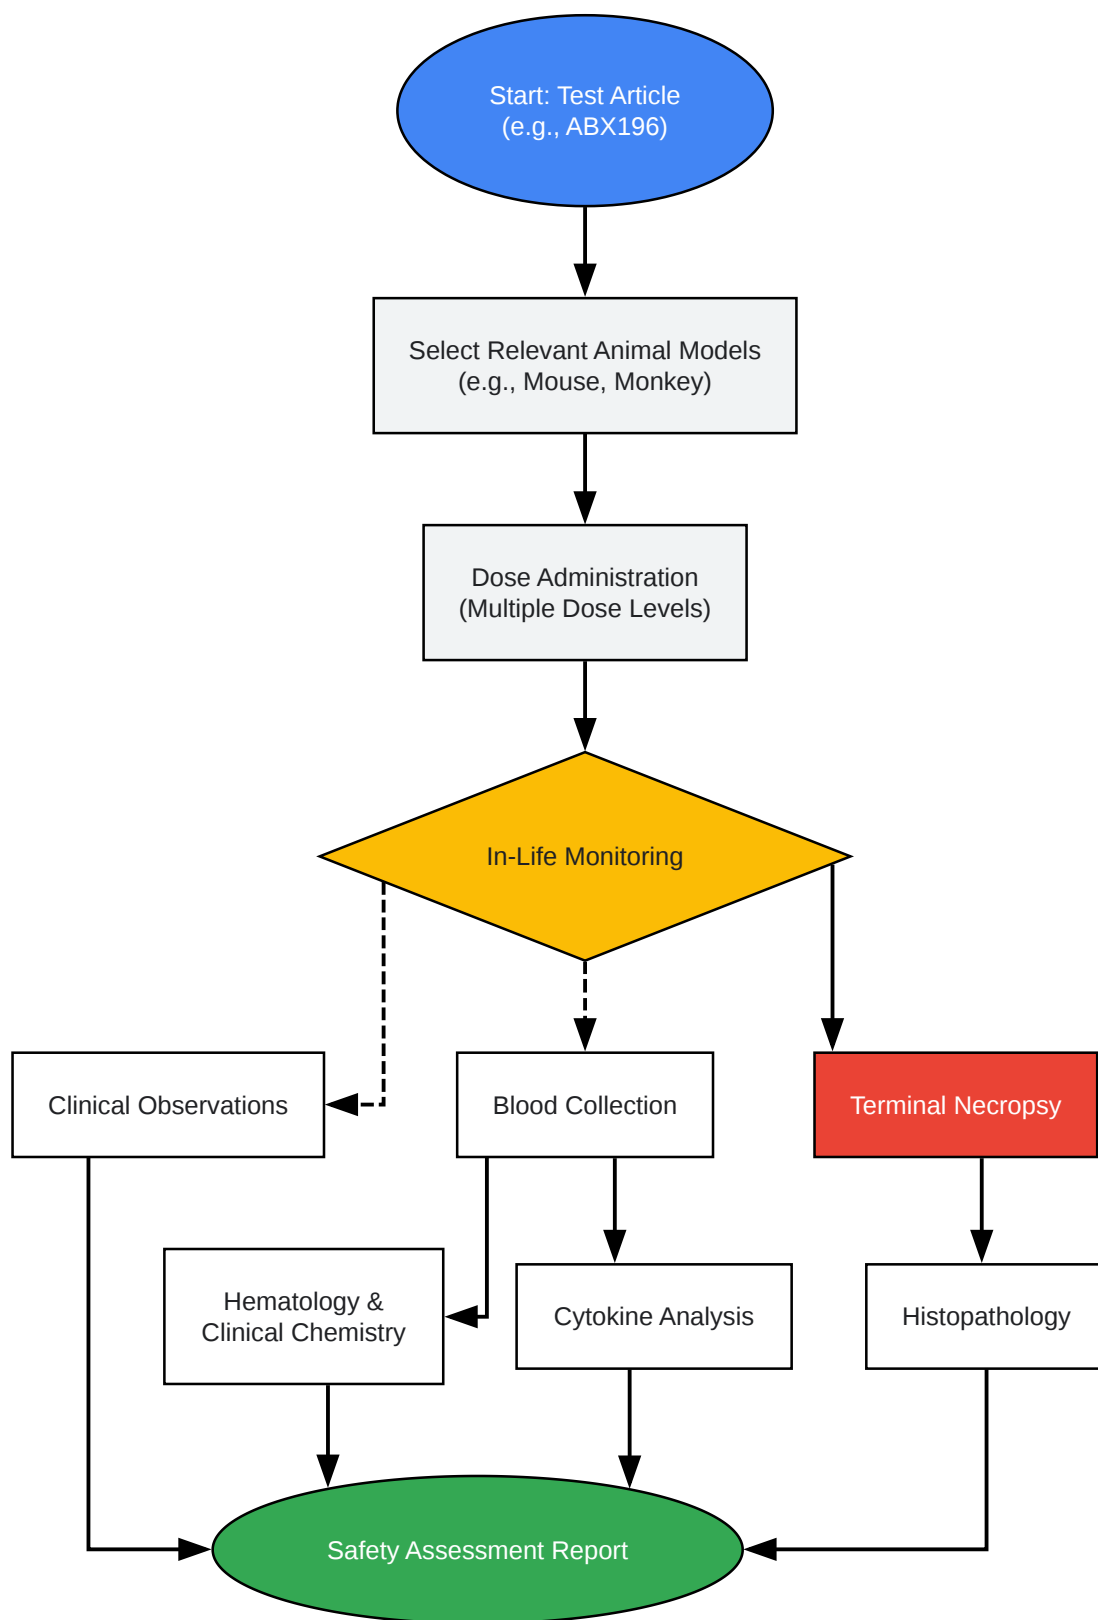 Start: Test Article
(e.g., ABX196)
Select Relevant Animal Models
(e.g., Mouse, Monkey)
Dose Administration
(Multiple Dose Levels)
In-Life Monitoring
Clinical Observations
Blood Collection
Terminal Necropsy
Hematology &
Clinical Chemistry
Cytokine Analysis
Histopathology
Safety Assessment Report